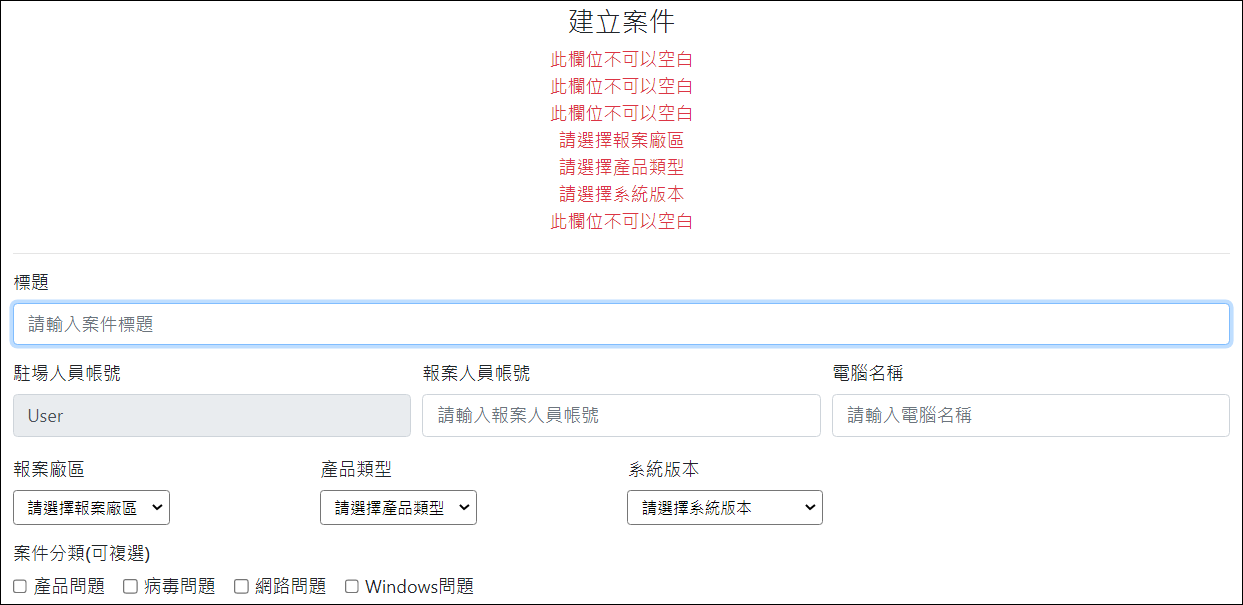 建立案件
此欄位不可以空白
此欄位不可以空白
此欄位不可以空白
請選擇報案廠區
請選擇產品類型
請選擇系統版本
此欄位不可以空白
標題
請輸入案件標題
駐場人員帳號 報案人員帳號 電腦名稱
User 請輸入報案人員帳號 請輸入電腦名稱
報案廠區 產品類型 系統版本
請選擇報案廠區 請選擇產品類型 請選擇系統版本
案件分類(可複選)
產品問題 病毒問題 網路問題 Windows問題